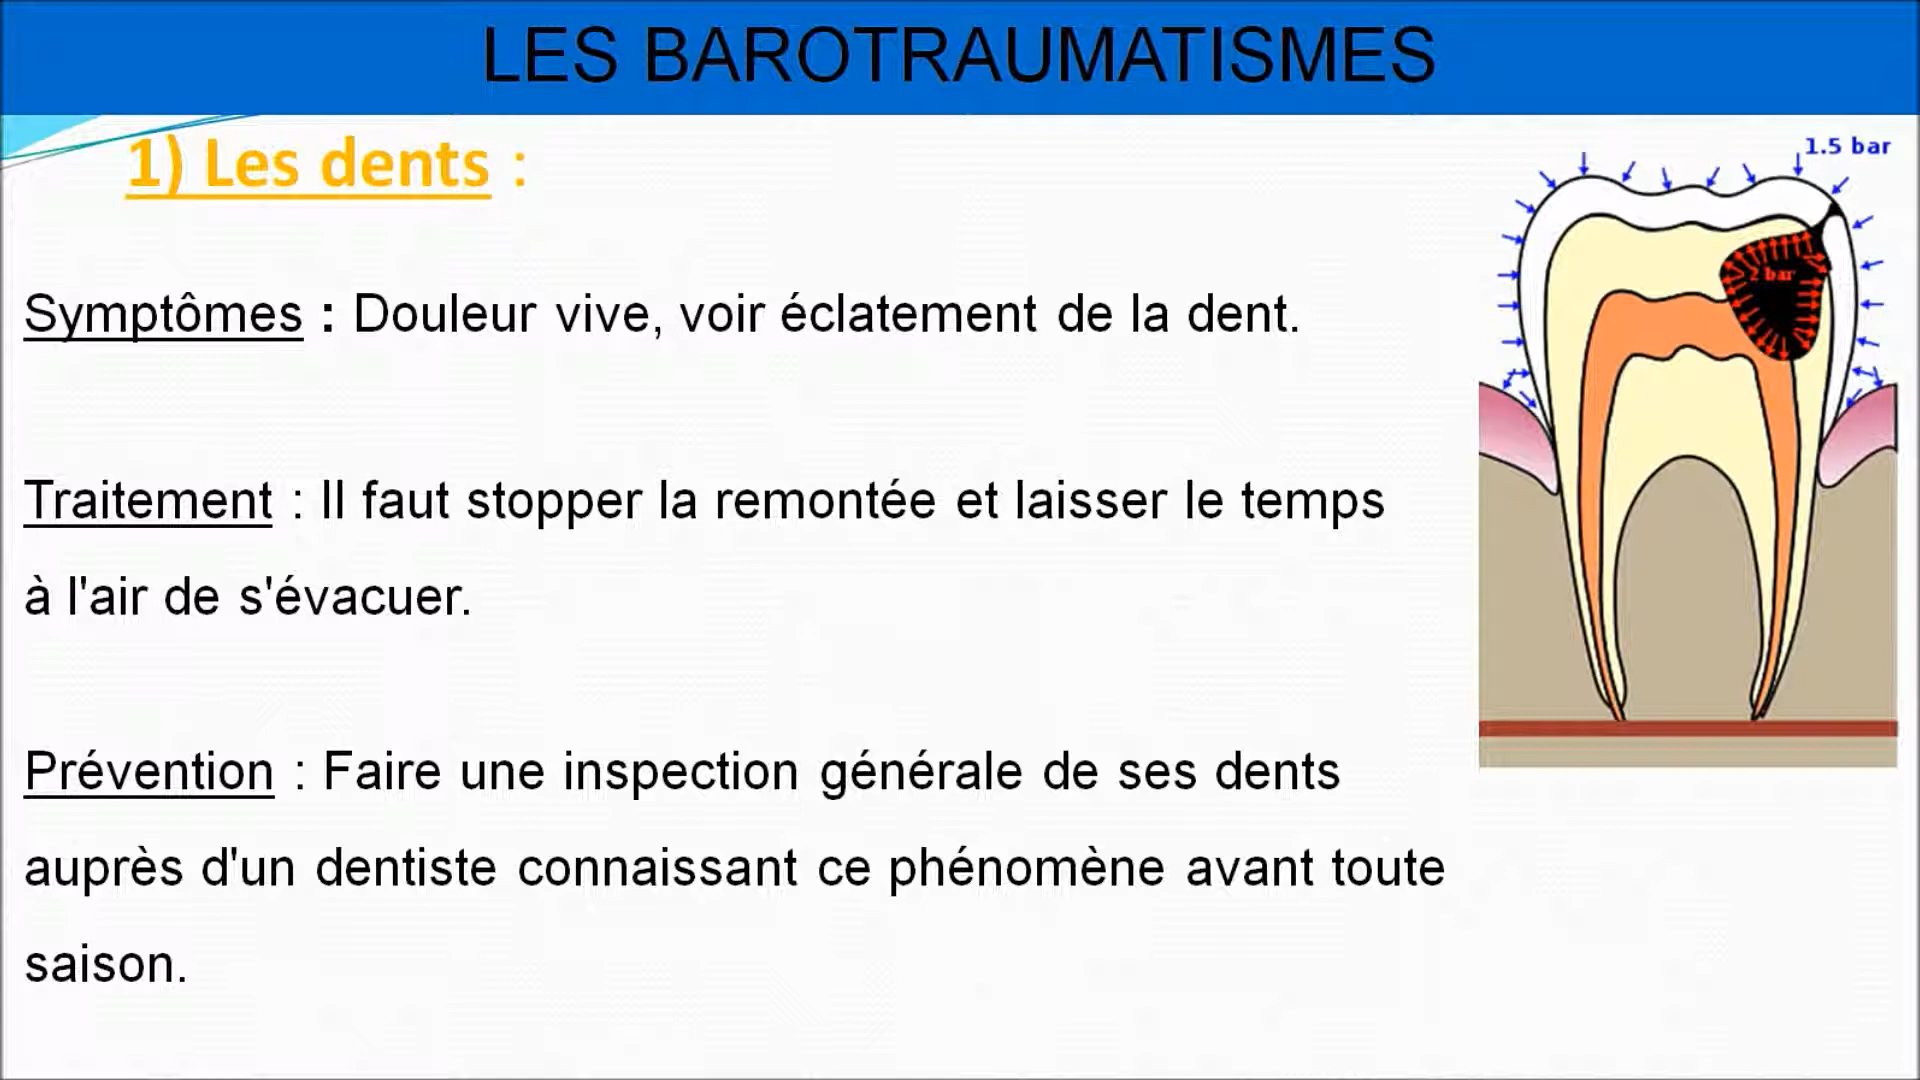 LES BAROTRAUMATISMES
1) Les dents :
1.5 bar
2 bar
Symptômes : Douleur vive, voir éclatement de la dent.
Traitement : Il faut stopper la remontée et laisser le temps
à l'air de s'évacuer.
Prévention : Faire une inspection générale de ses dents
auprès d'un dentiste connaissant ce phénomène avant toute
saison.